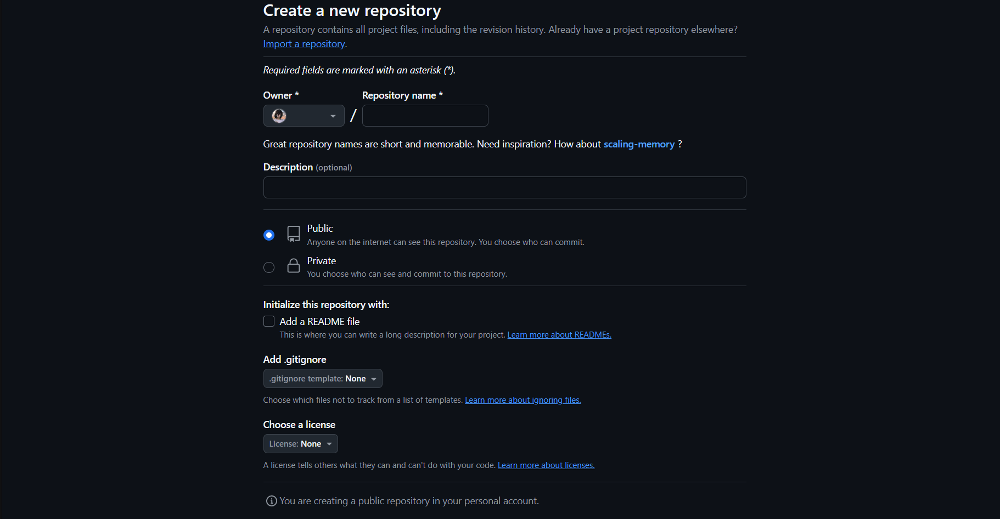 Create a new repository
A repository contains all project files, including the revision history. Already have a project repository elsewhere?
Import a repository.
Required fields are marked with an asterisk (*).
Owner * Repository name *
/
Great repository names are short and memorable. Need inspiration? How about scaling-memory ?
Description (optional)
Public
Anyone on the internet can see this repository. You choose who can commit.
Private
You choose who can see and commit to this repository.
Initialize this repository with:
Add a README file
This is where you can write a long description for your project. Learn more about READMEs.
Add .gitignore
.gitignore template: None
Choose which files not to track from a list of templates. Learn more about ignoring files.
Choose a license
License: None
A license tells others what they can and can't do with your code. Learn more about licenses.
You are creating a public repository in your personal account.